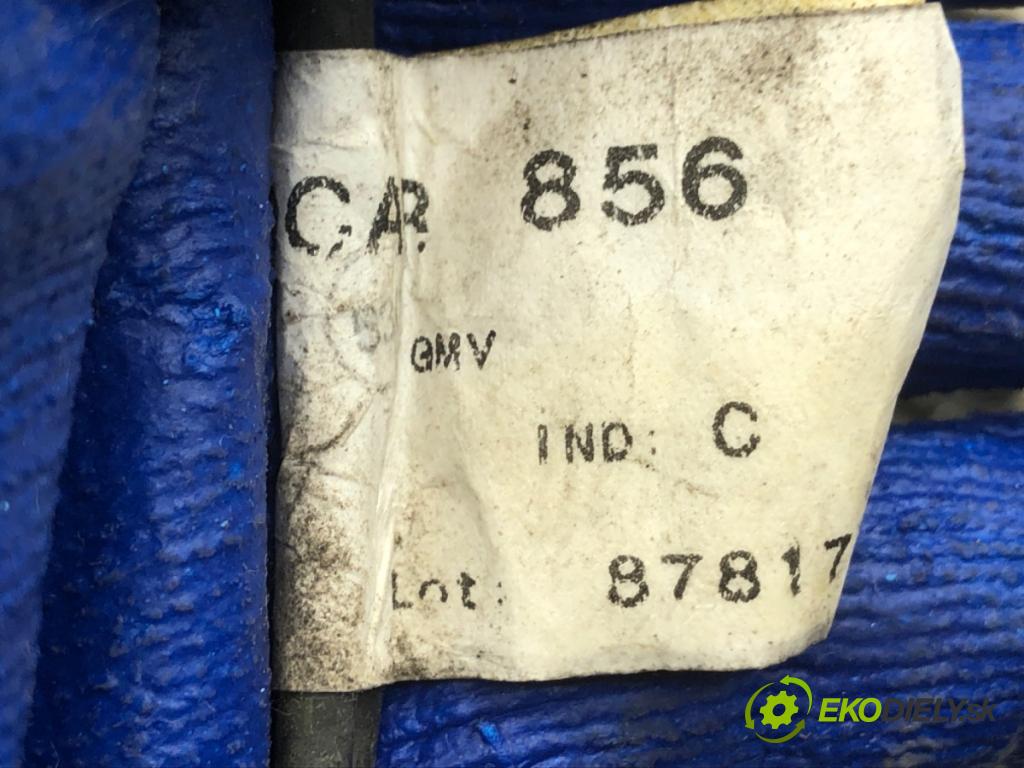 CAR 856
GMV
IND: C
Lot: 87817
EKODIELY.sk